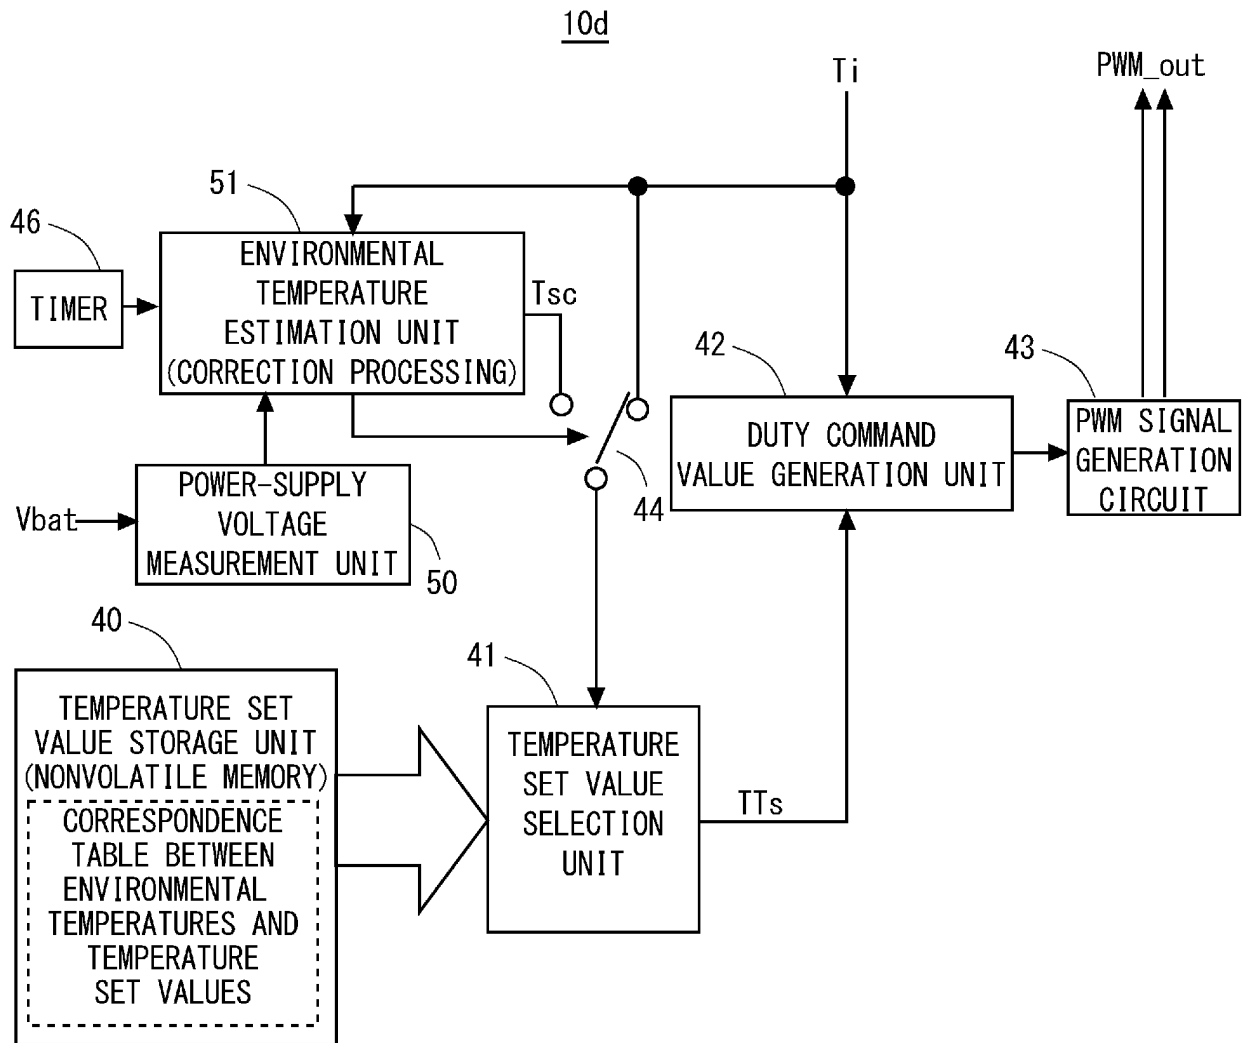 10d
Ti
PWM_out
51
46
ENVIRONMENTAL
TEMPERATURE
ESTIMATION UNIT
(CORRECTION PROCESSING)
TIMER
Tsc
42
43
DUTY COMMAND
VALUE GENERATION UNIT
PWM SIGNAL
GENERATION
CIRCUIT
44
POWER-SUPPLY
VOLTAGE
MEASUREMENT UNIT
Vbat
50
40
41
TEMPERATURE SET
VALUE STORAGE UNIT
(NONVOLATILE MEMORY)
CORRESPONDENCE
TABLE BETWEEN
ENVIRONMENTAL
TEMPERATURES AND
TEMPERATURE
SET VALUES
TEMPERATURE
SET VALUE
SELECTION
UNIT
TTs